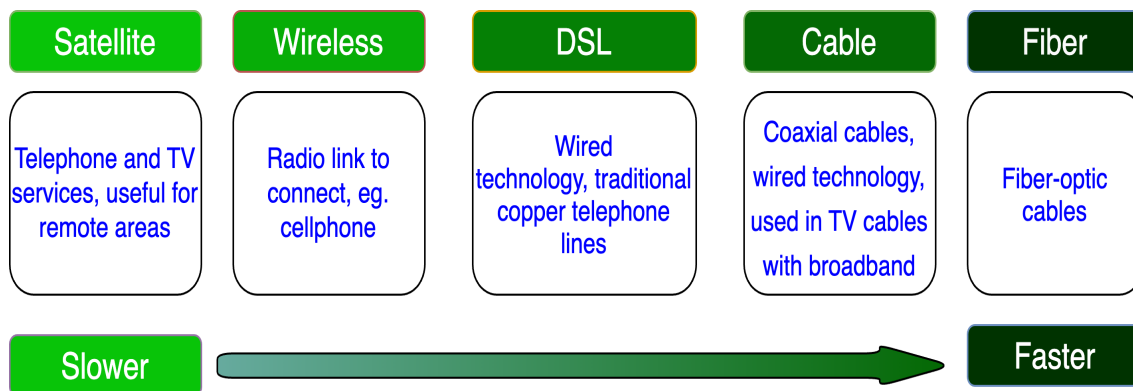 Satellite
Wireless
DSL
Cable
Fiber
Telephone and TV
services, useful for
remote areas
Radio link to
connect, eg.
cellphone
Wired
technology, traditional
copper telephone
lines
Coaxial cables,
wired technology,
used in TV cables
with broadband
Fiber-optic
cables
Slower
Faster